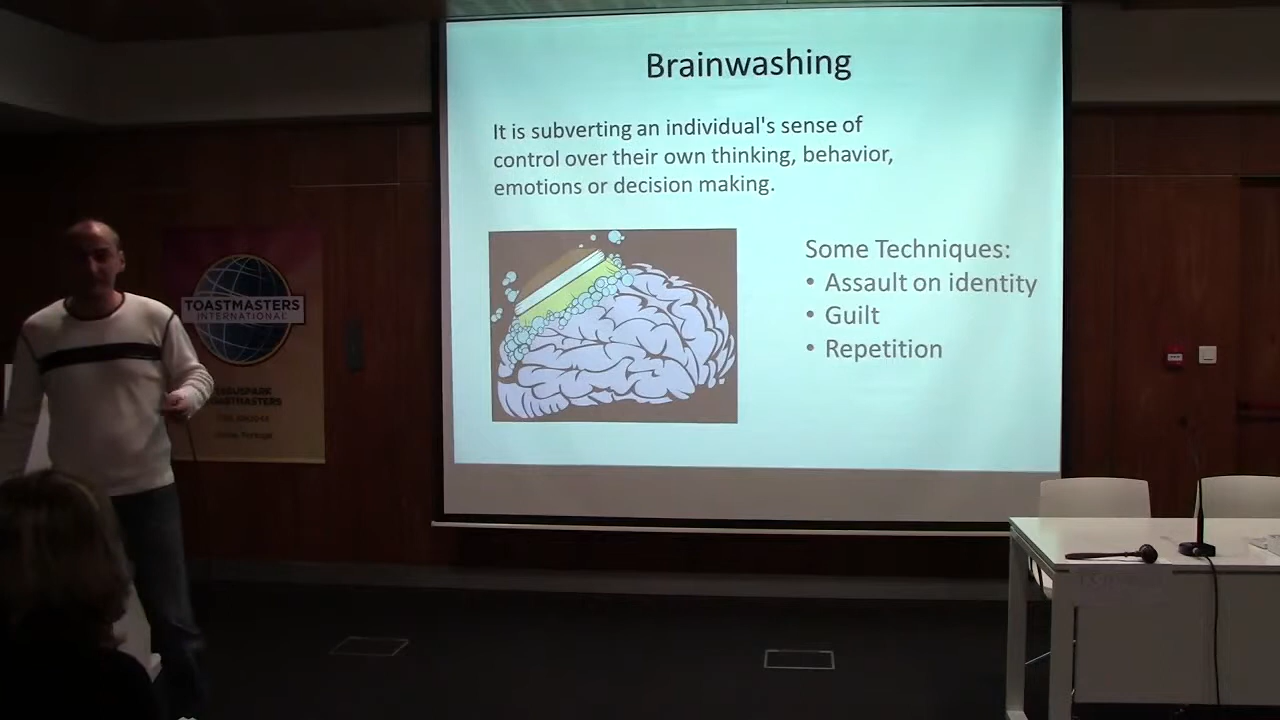 Brainwashing
It is subverting an individual's sense of
control over their own thinking, behavior,
emotions or decision making.
Some Techniques:
• Assault on identity
• Guilt
• Repetition
TOASTMASTERS
INTERNATIONAL
TOASTMASTERS